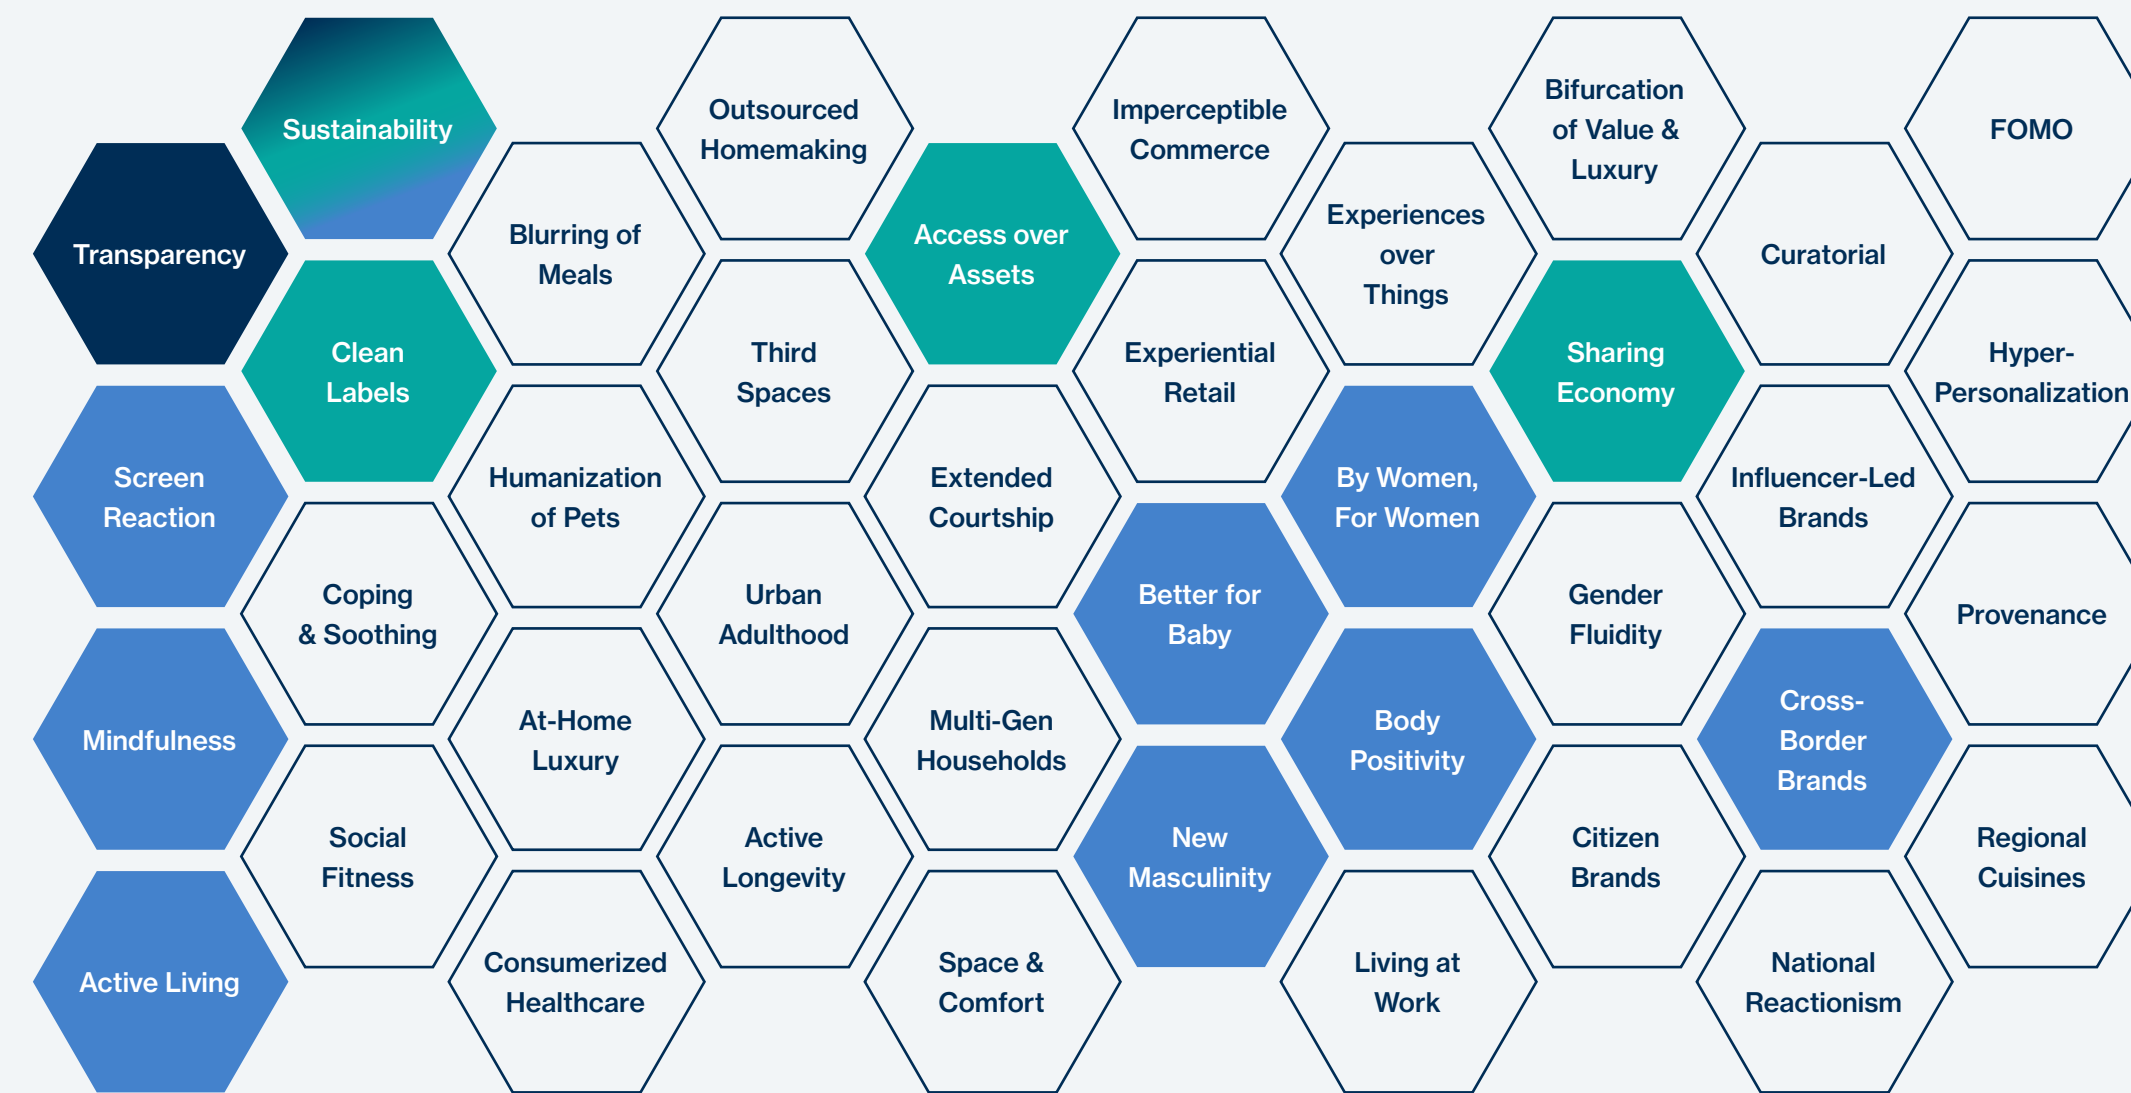 Transparency
Screen
Reaction
Mindfulness
Active Living
Sustainability
Clean
Labels
Coping
& Soothing
Social
Fitness
Blurring of
Meals
Humanization
of Pets
At-Home
Luxury
Consumerized
Healthcare
Outsourced
Homemaking
Third
Spaces
Urban
Adulthood
Active
Longevity
Access over
Assets
Extended
Courtship
Multi-Gen
Households
Space &
Comfort
Imperceptible
Commerce
Experiential
Retail
Better for
Baby
New
Masculinity
Experiences
over
Things
By Women,
For Women
Body
Positivity
Living at
Work
Bifurcation
of Value &
Luxury
Sharing
Economy
Gender
Fluidity
Citizen
Brands
Curatorial
Influencer-Led
Brands
Cross-
Border
Brands
National
Reactionism
FOMO
Hyper-
Personalization
Provenance
Regional
Cuisines